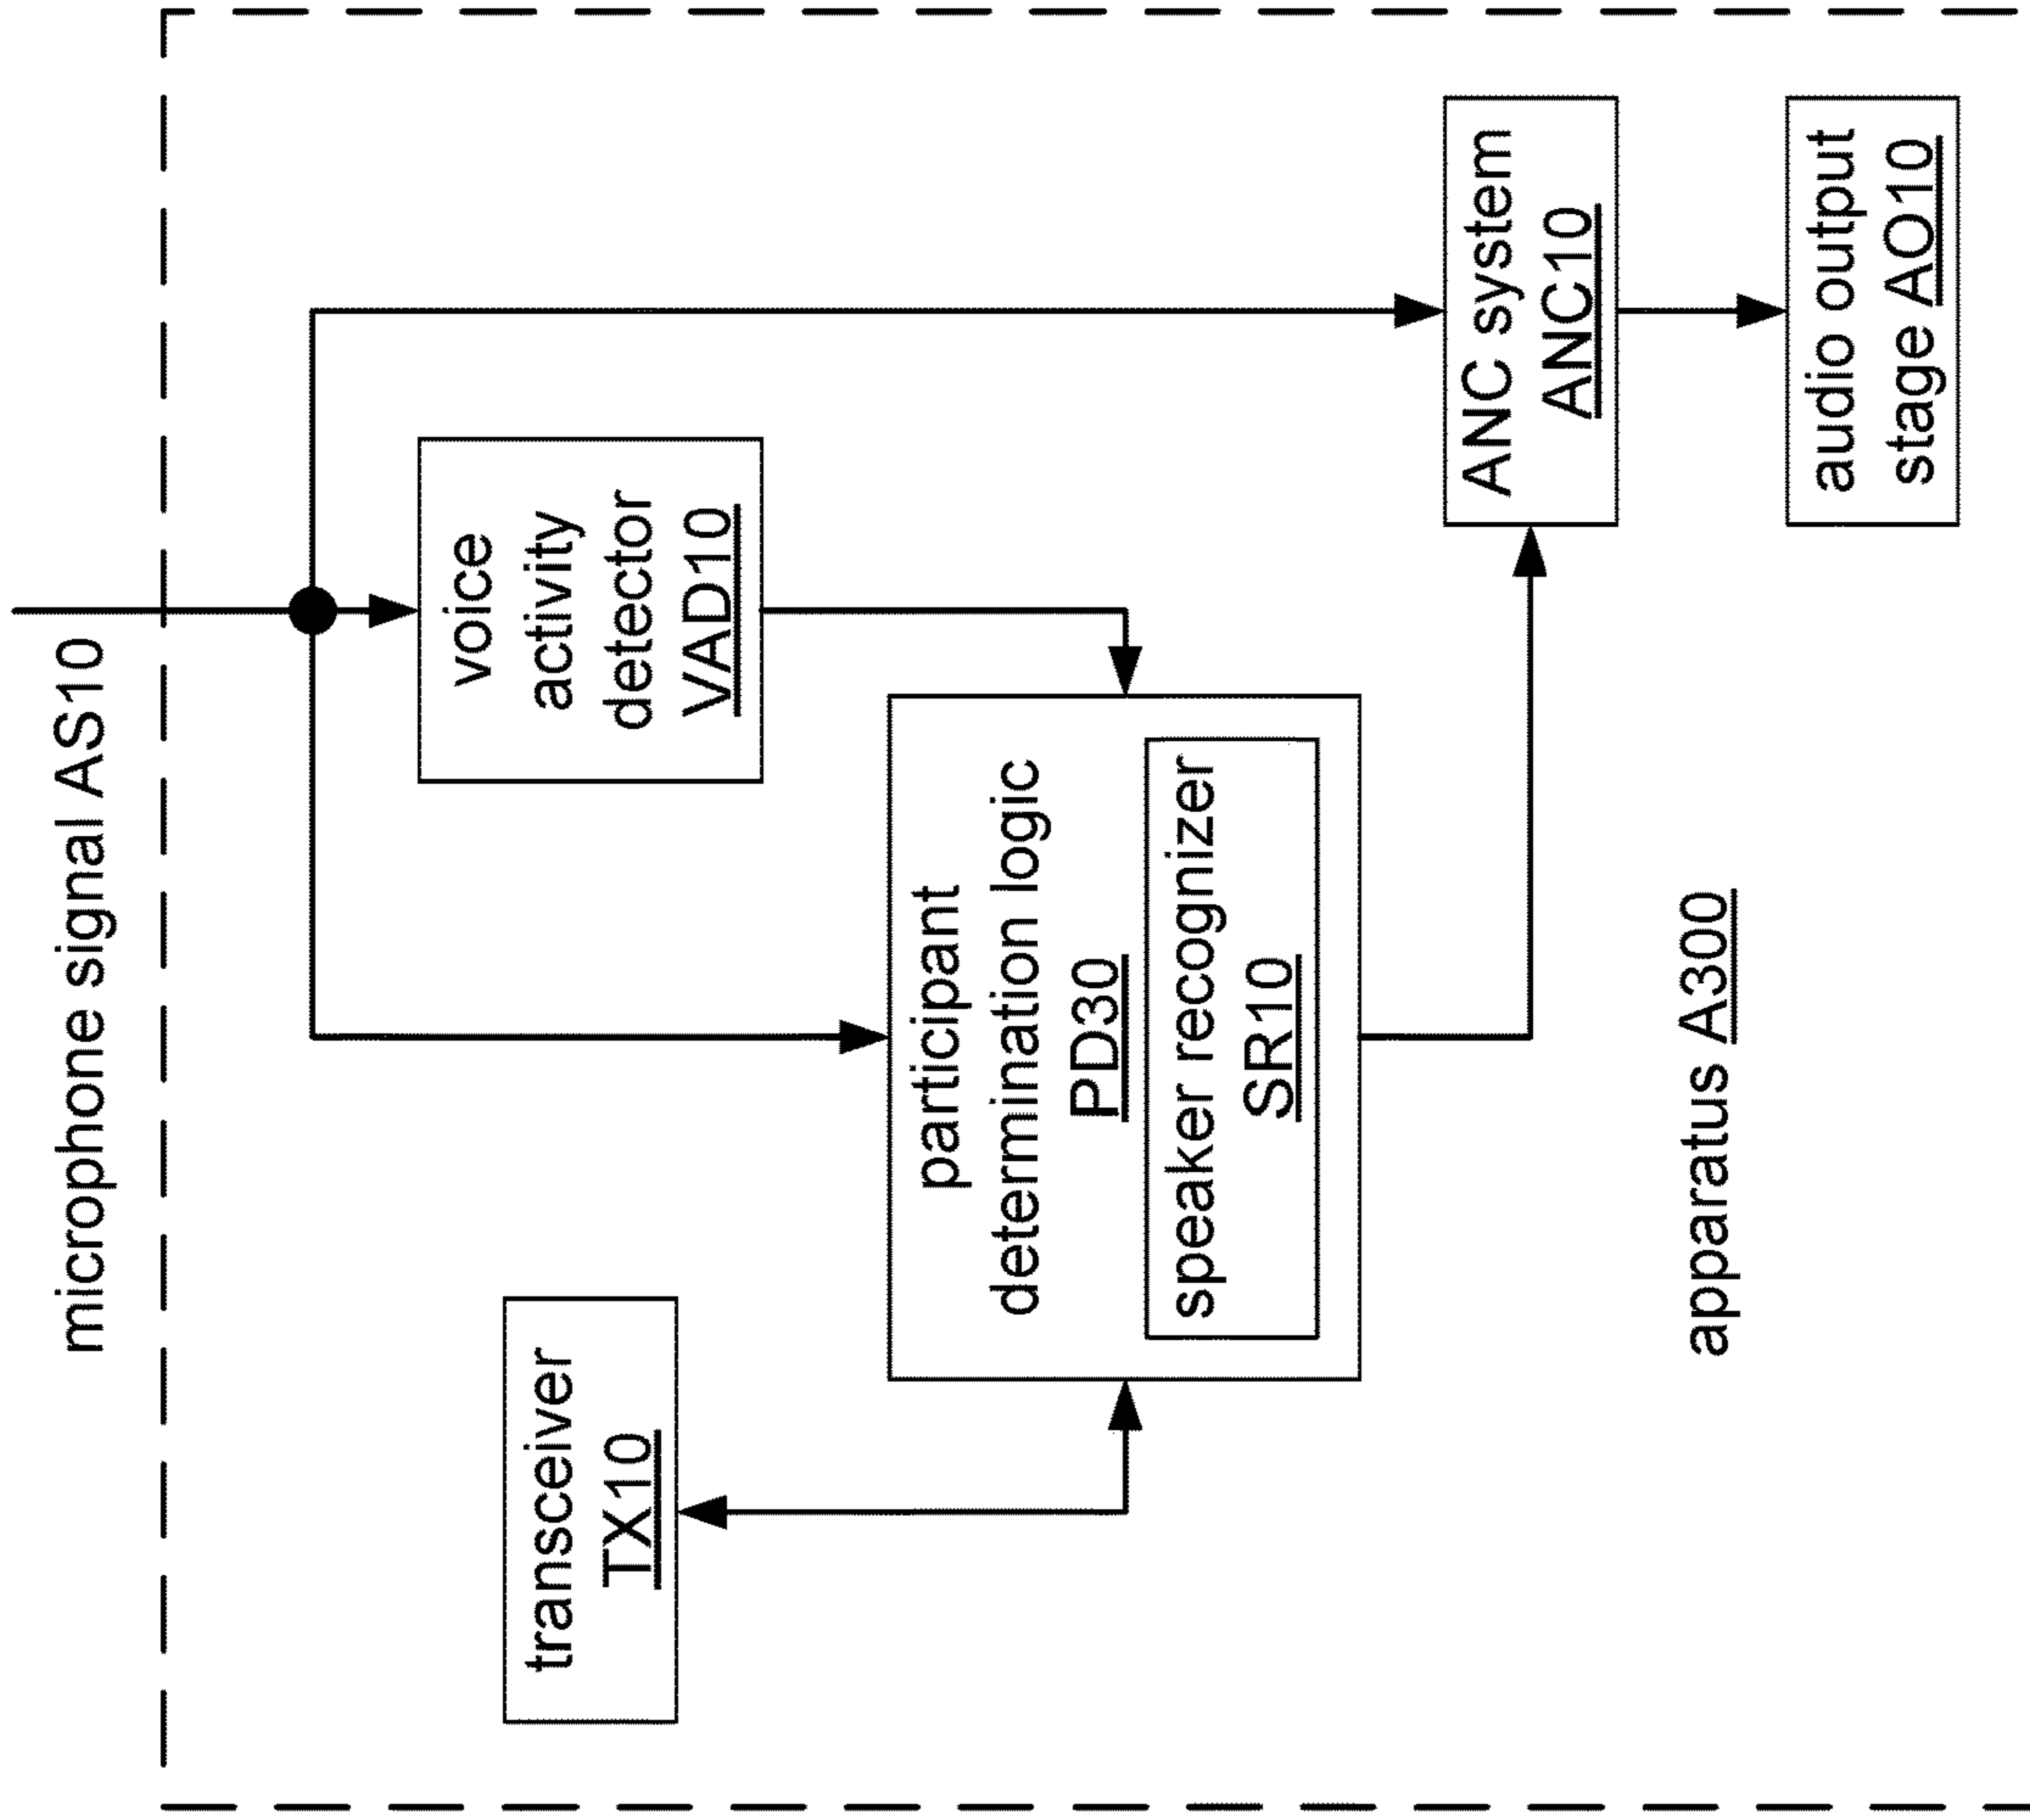 microphone signal AS10
transceiver
TX10
voice
activity
detector
VAD10
participant
determination logic
PD30
speaker recognizer
SR10
ANC system
ANC10
apparatus A300
audio output
stage AO10